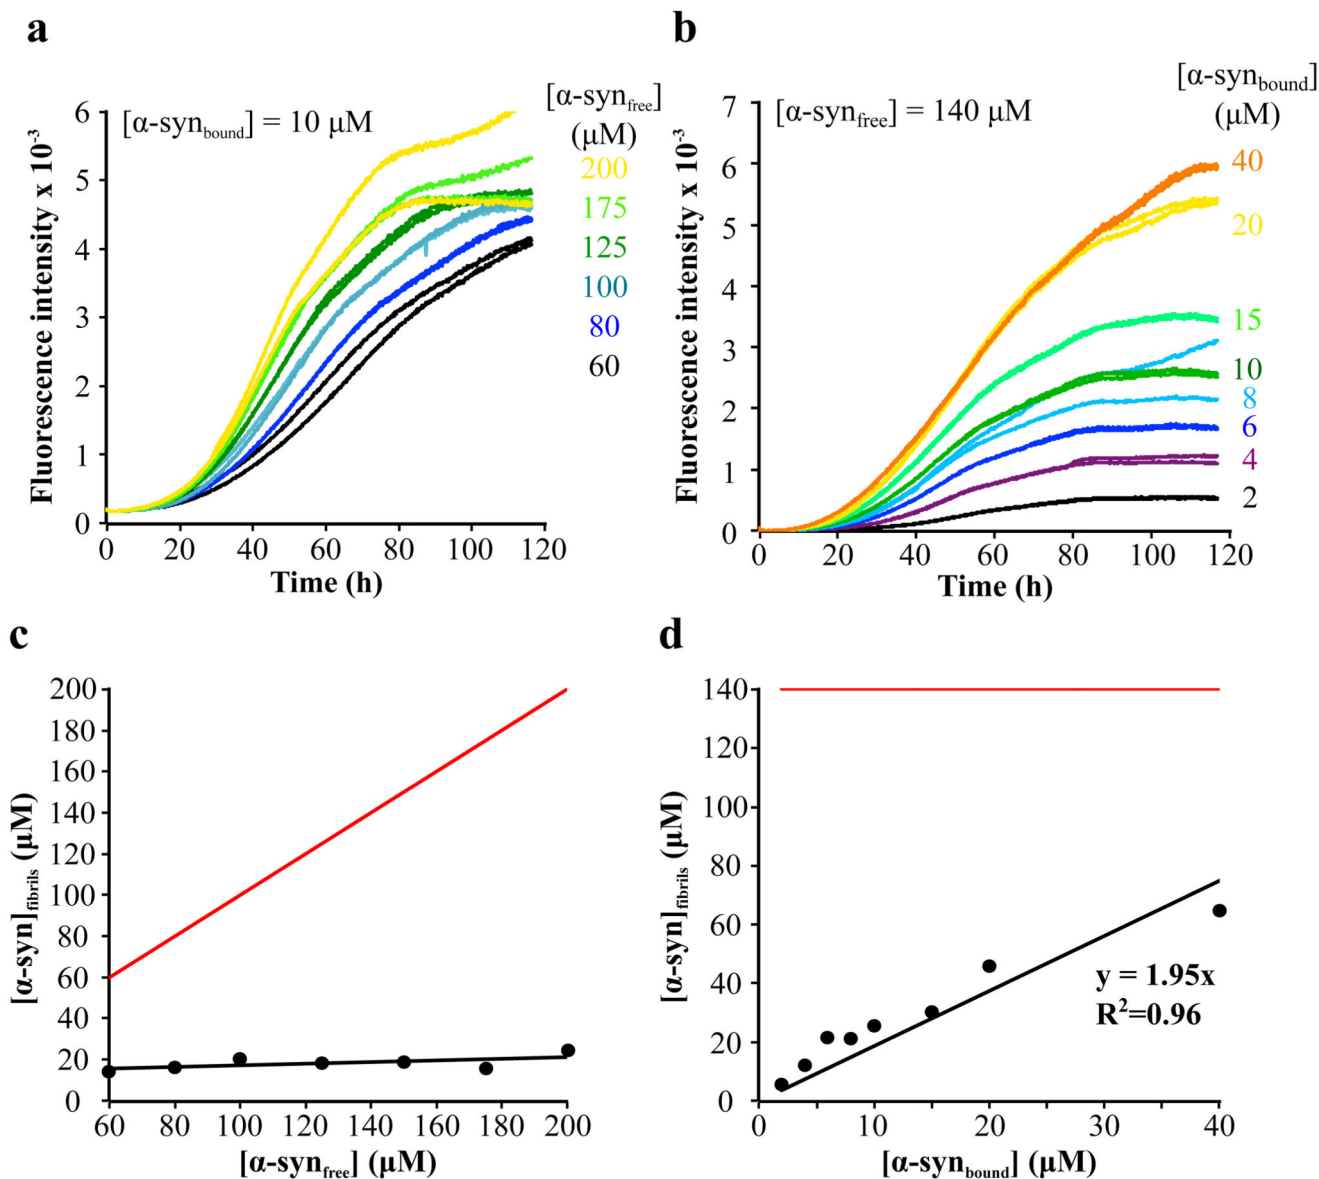 a
[α-syn_bound] = 10 μM
[α-syn_free]
(μM)
200
175
125
100
80
60
Fluorescence intensity x 10⁻³
6
5
4
3
2
1
0
0 20 40 60 80 100 120
Time (h)
b
[α-syn_free] = 140 μM
[α-syn_bound]
(μM)
40
20
15
10
8
6
4
2
Fluorescence intensity x 10⁻³
7
6
5
4
3
2
1
0
0 20 40 60 80 100 120
Time (h)
c
[α-syn]_fibrils (μM)
200
180
160
140
120
100
80
60
40
20
0
60 80 100 120 140 160 180 200
[α-syn_free] (μM)
d
[α-syn]_fibrils (μM)
140
120
100
80
60
40
20
0
y = 1.95x
R²=0.96
0 10 20 30 40
[α-syn_bound] (μM)